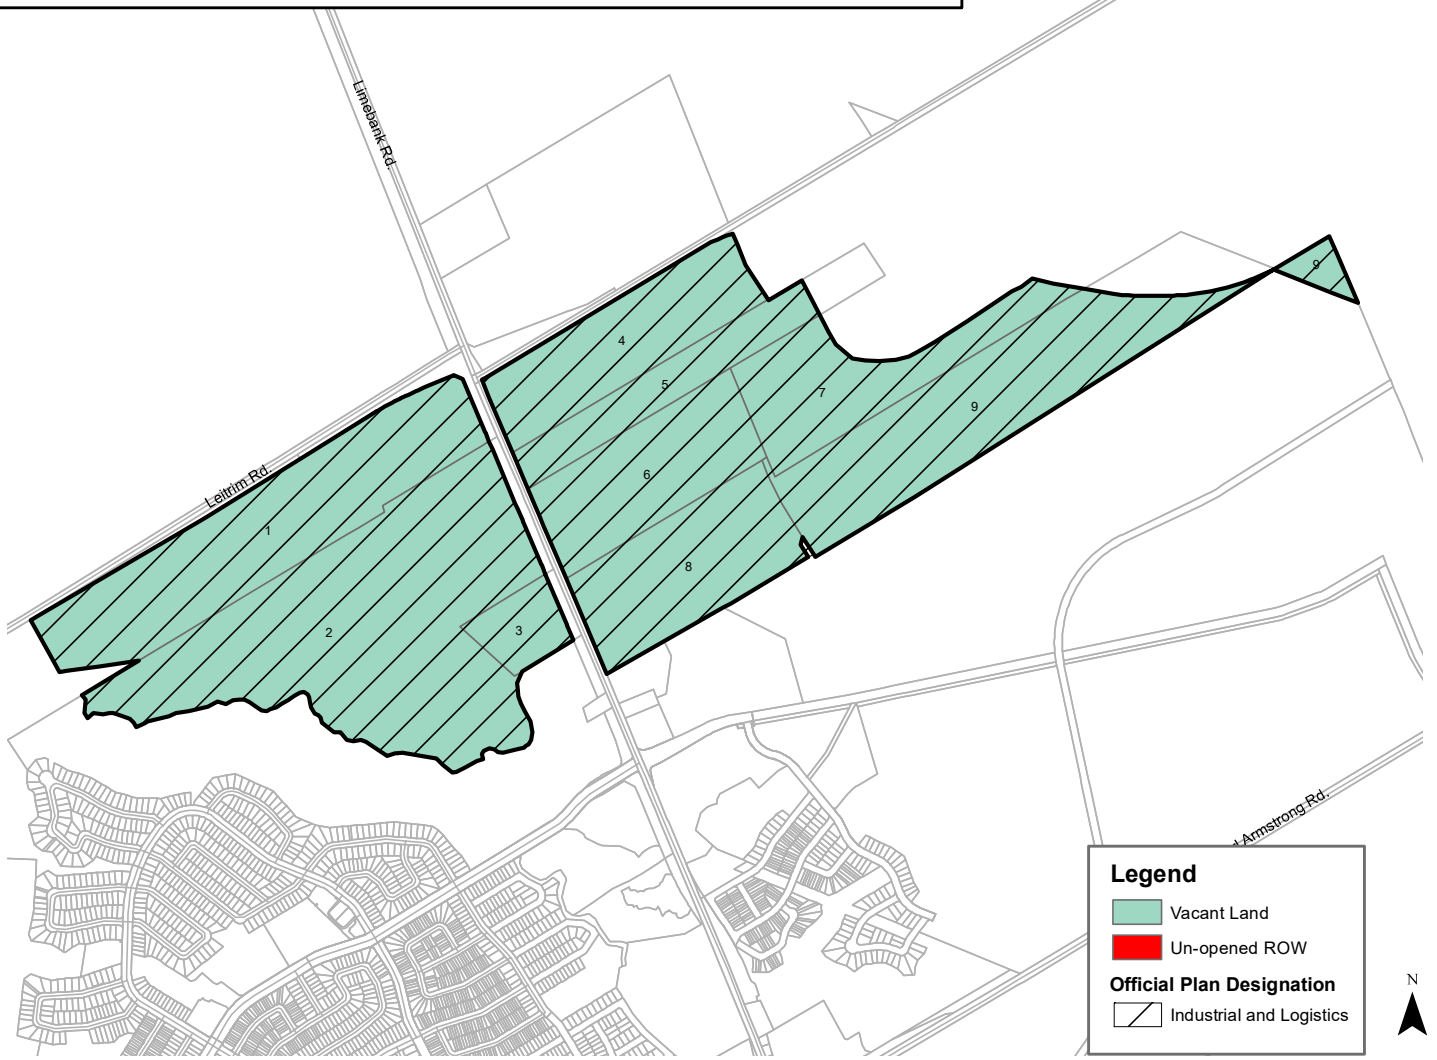 Limebank Rd.
9
4
5
7
9
6
Leitrim Rd.
1
8
2
3
Armstrong Rd.
Legend
Vacant Land
Un-opened ROW
Official Plan Designation
Industrial and Logistics
N